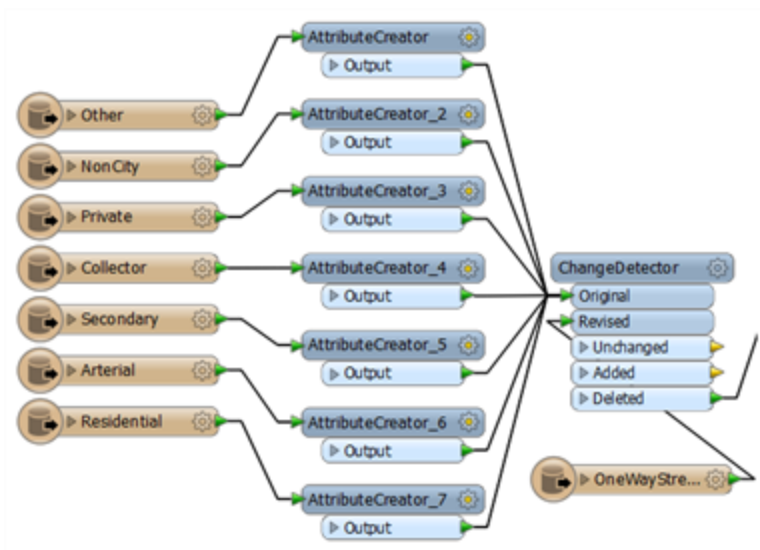 AttributeCreator
Output
Other
AttributeCreator_2
Output
NonCity
AttributeCreator_3
Output
Private
Collector
AttributeCreator_4
Output
ChangeDetector
Original
Revised
Unchanged
Added
Deleted
Secondary
AttributeCreator_5
Output
Arterial
AttributeCreator_6
Output
Residential
AttributeCreator_7
Output
OneWayStre...